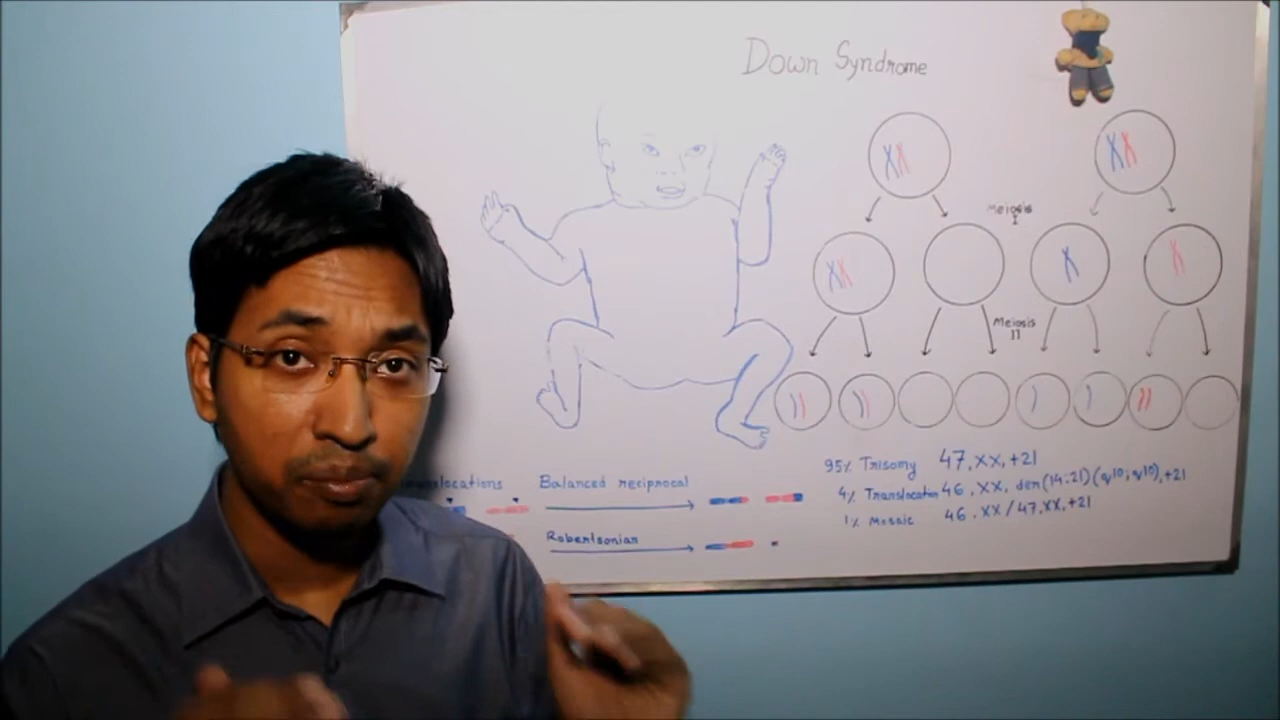 Down Syndrome
Meiosis
I
Meiosis
II
95% Trisomy 47,XX,+21
4% Translocation 46,XX, der(14:21)(q10;q10),+21
1% Mosaic 46.XX/47,XX,+21
Balanced reciprocal
Robertsonian